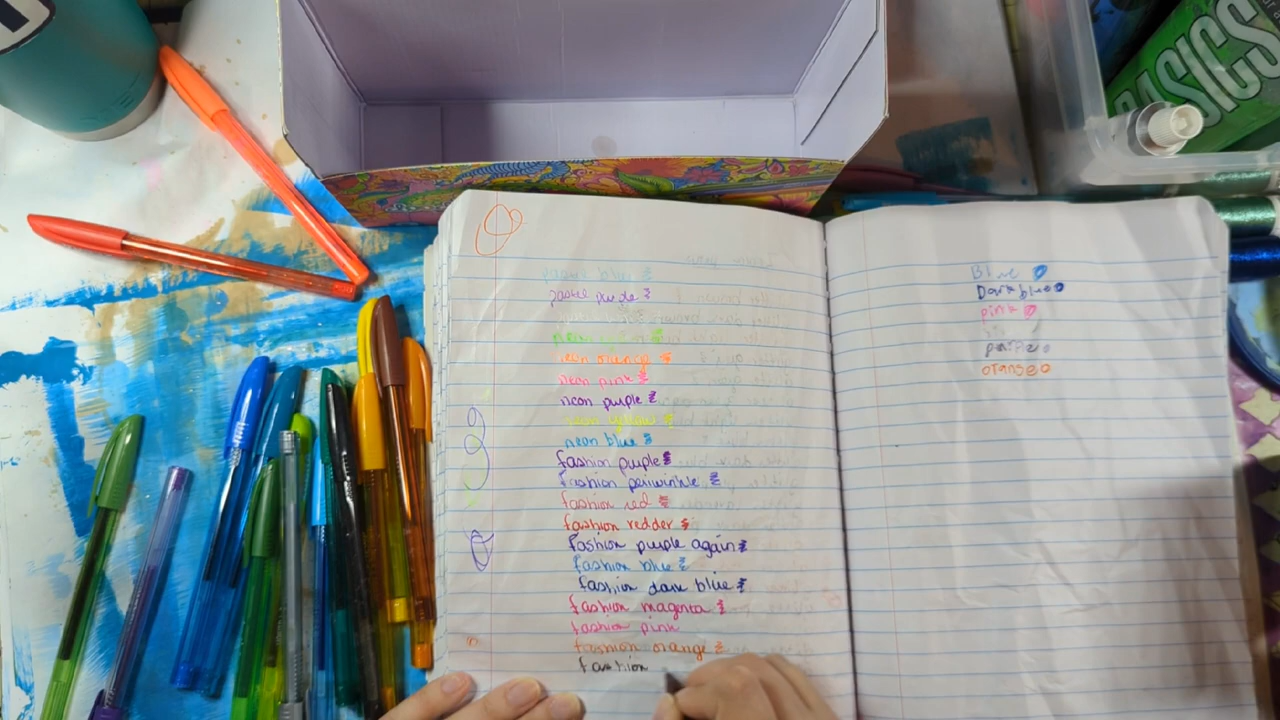 pastel purple
neon green
neon orange
neon pink
neon purple
neon yellow
neon blue
fashion purple
fashion periwinkle
fashion red
fashion redder
fashion purple again
fashion blue
fashion dark blue
fashion magenta
fashion pink
fashion orange
fashion
Blue
Dark blue
pink
purple
orange
BASICS